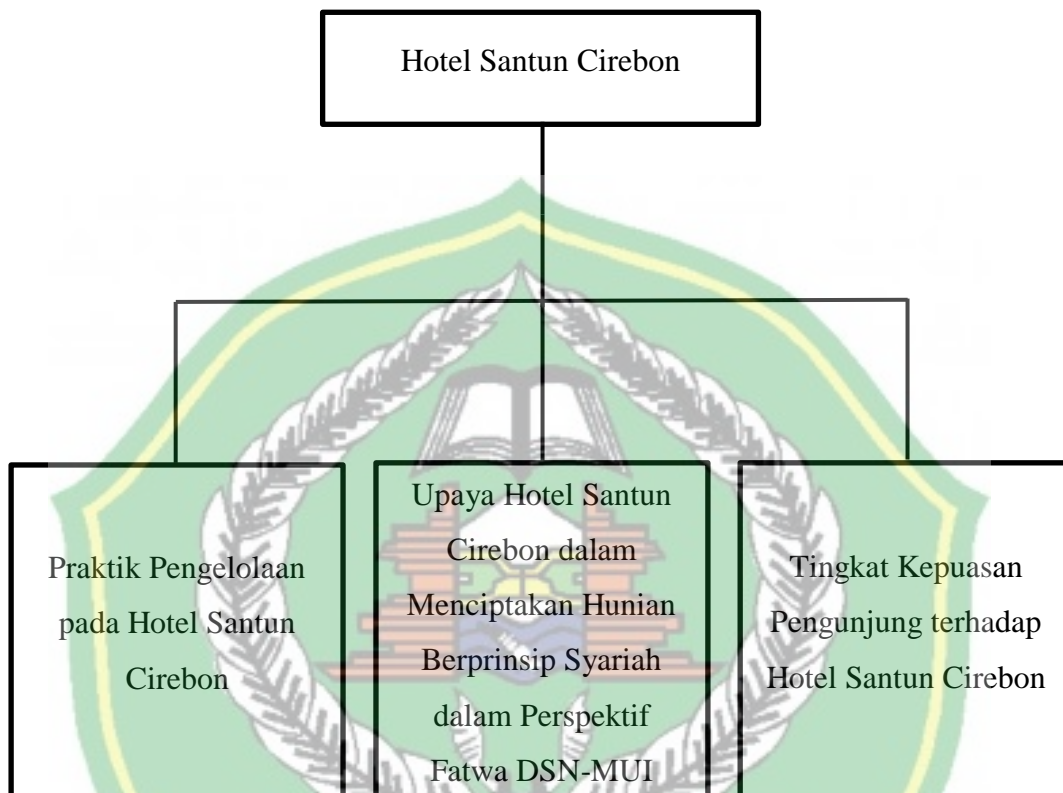 Hotel Santun Cirebon
Praktik Pengelolaan
pada Hotel Santun
Cirebon
Upaya Hotel Santun
Cirebon dalam
Menciptakan Hunian
Berprinsip Syariah
dalam Perspektif
Fatwa DSN-MUI
Tingkat Kepuasan
Pengunjung terhadap
Hotel Santun Cirebon